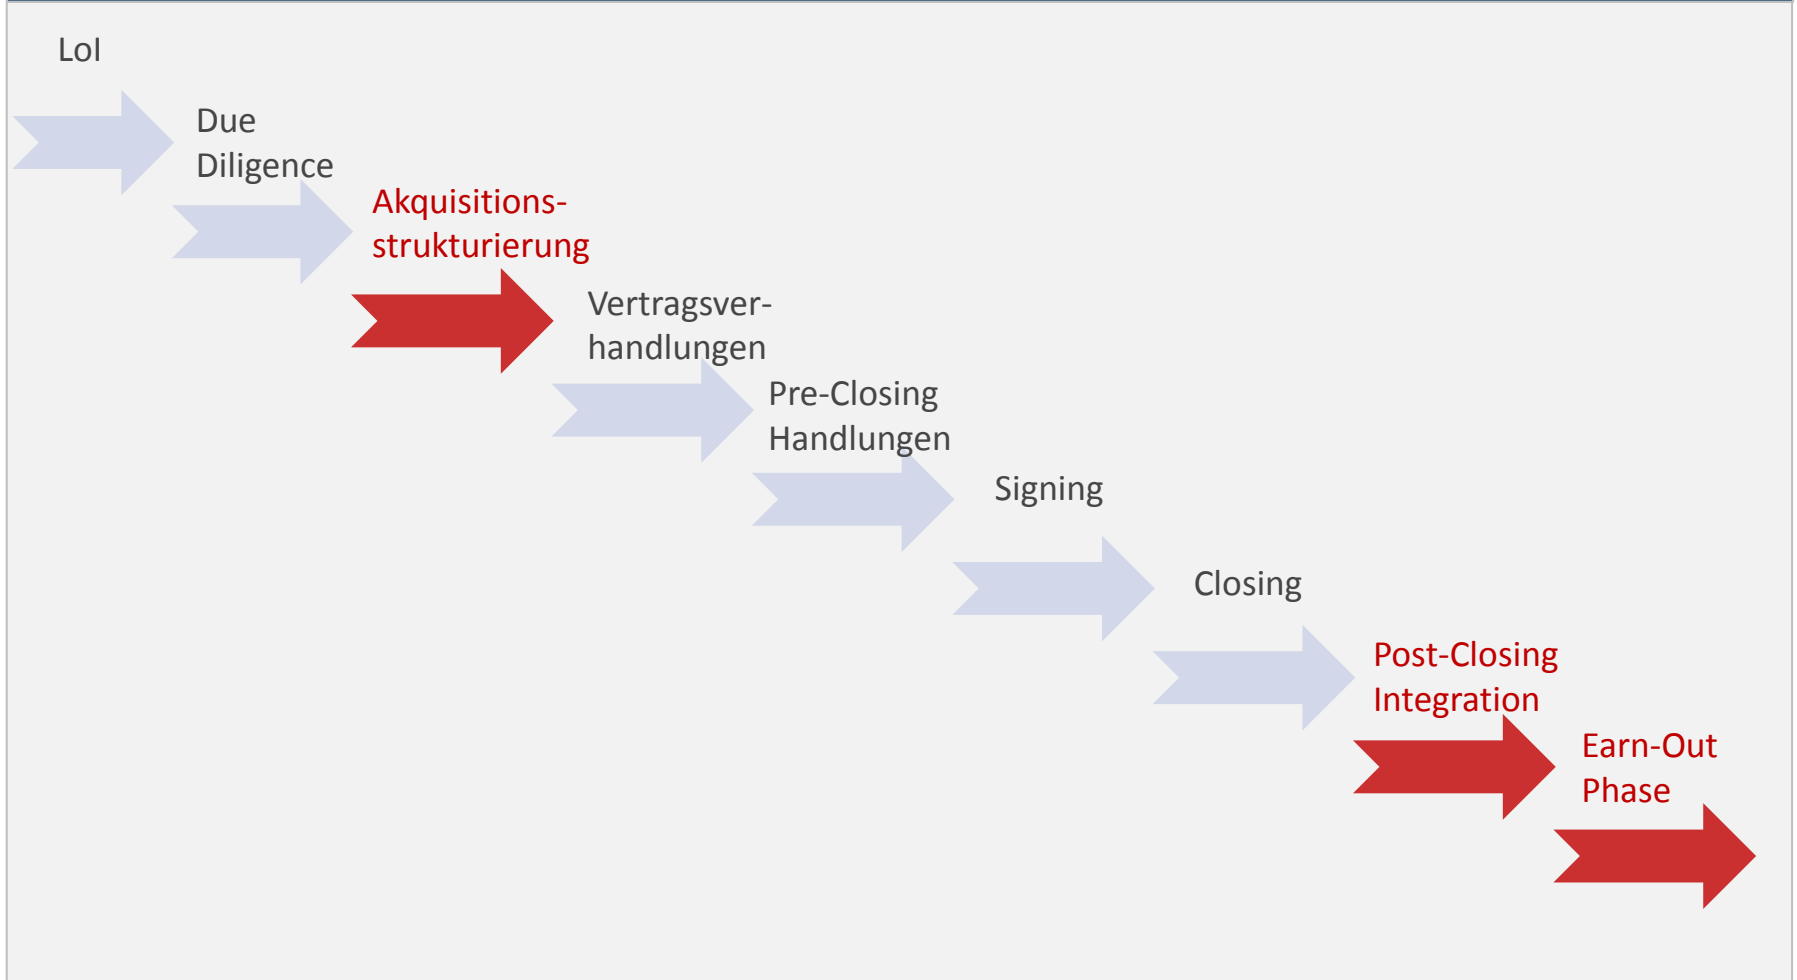 LoI
Due
Diligence
Akquisitions-
strukturierung
Vertragsver-
handlungen
Pre-Closing
Handlungen
Signing
Closing
Post-Closing
Integration
Earn-Out
Phase